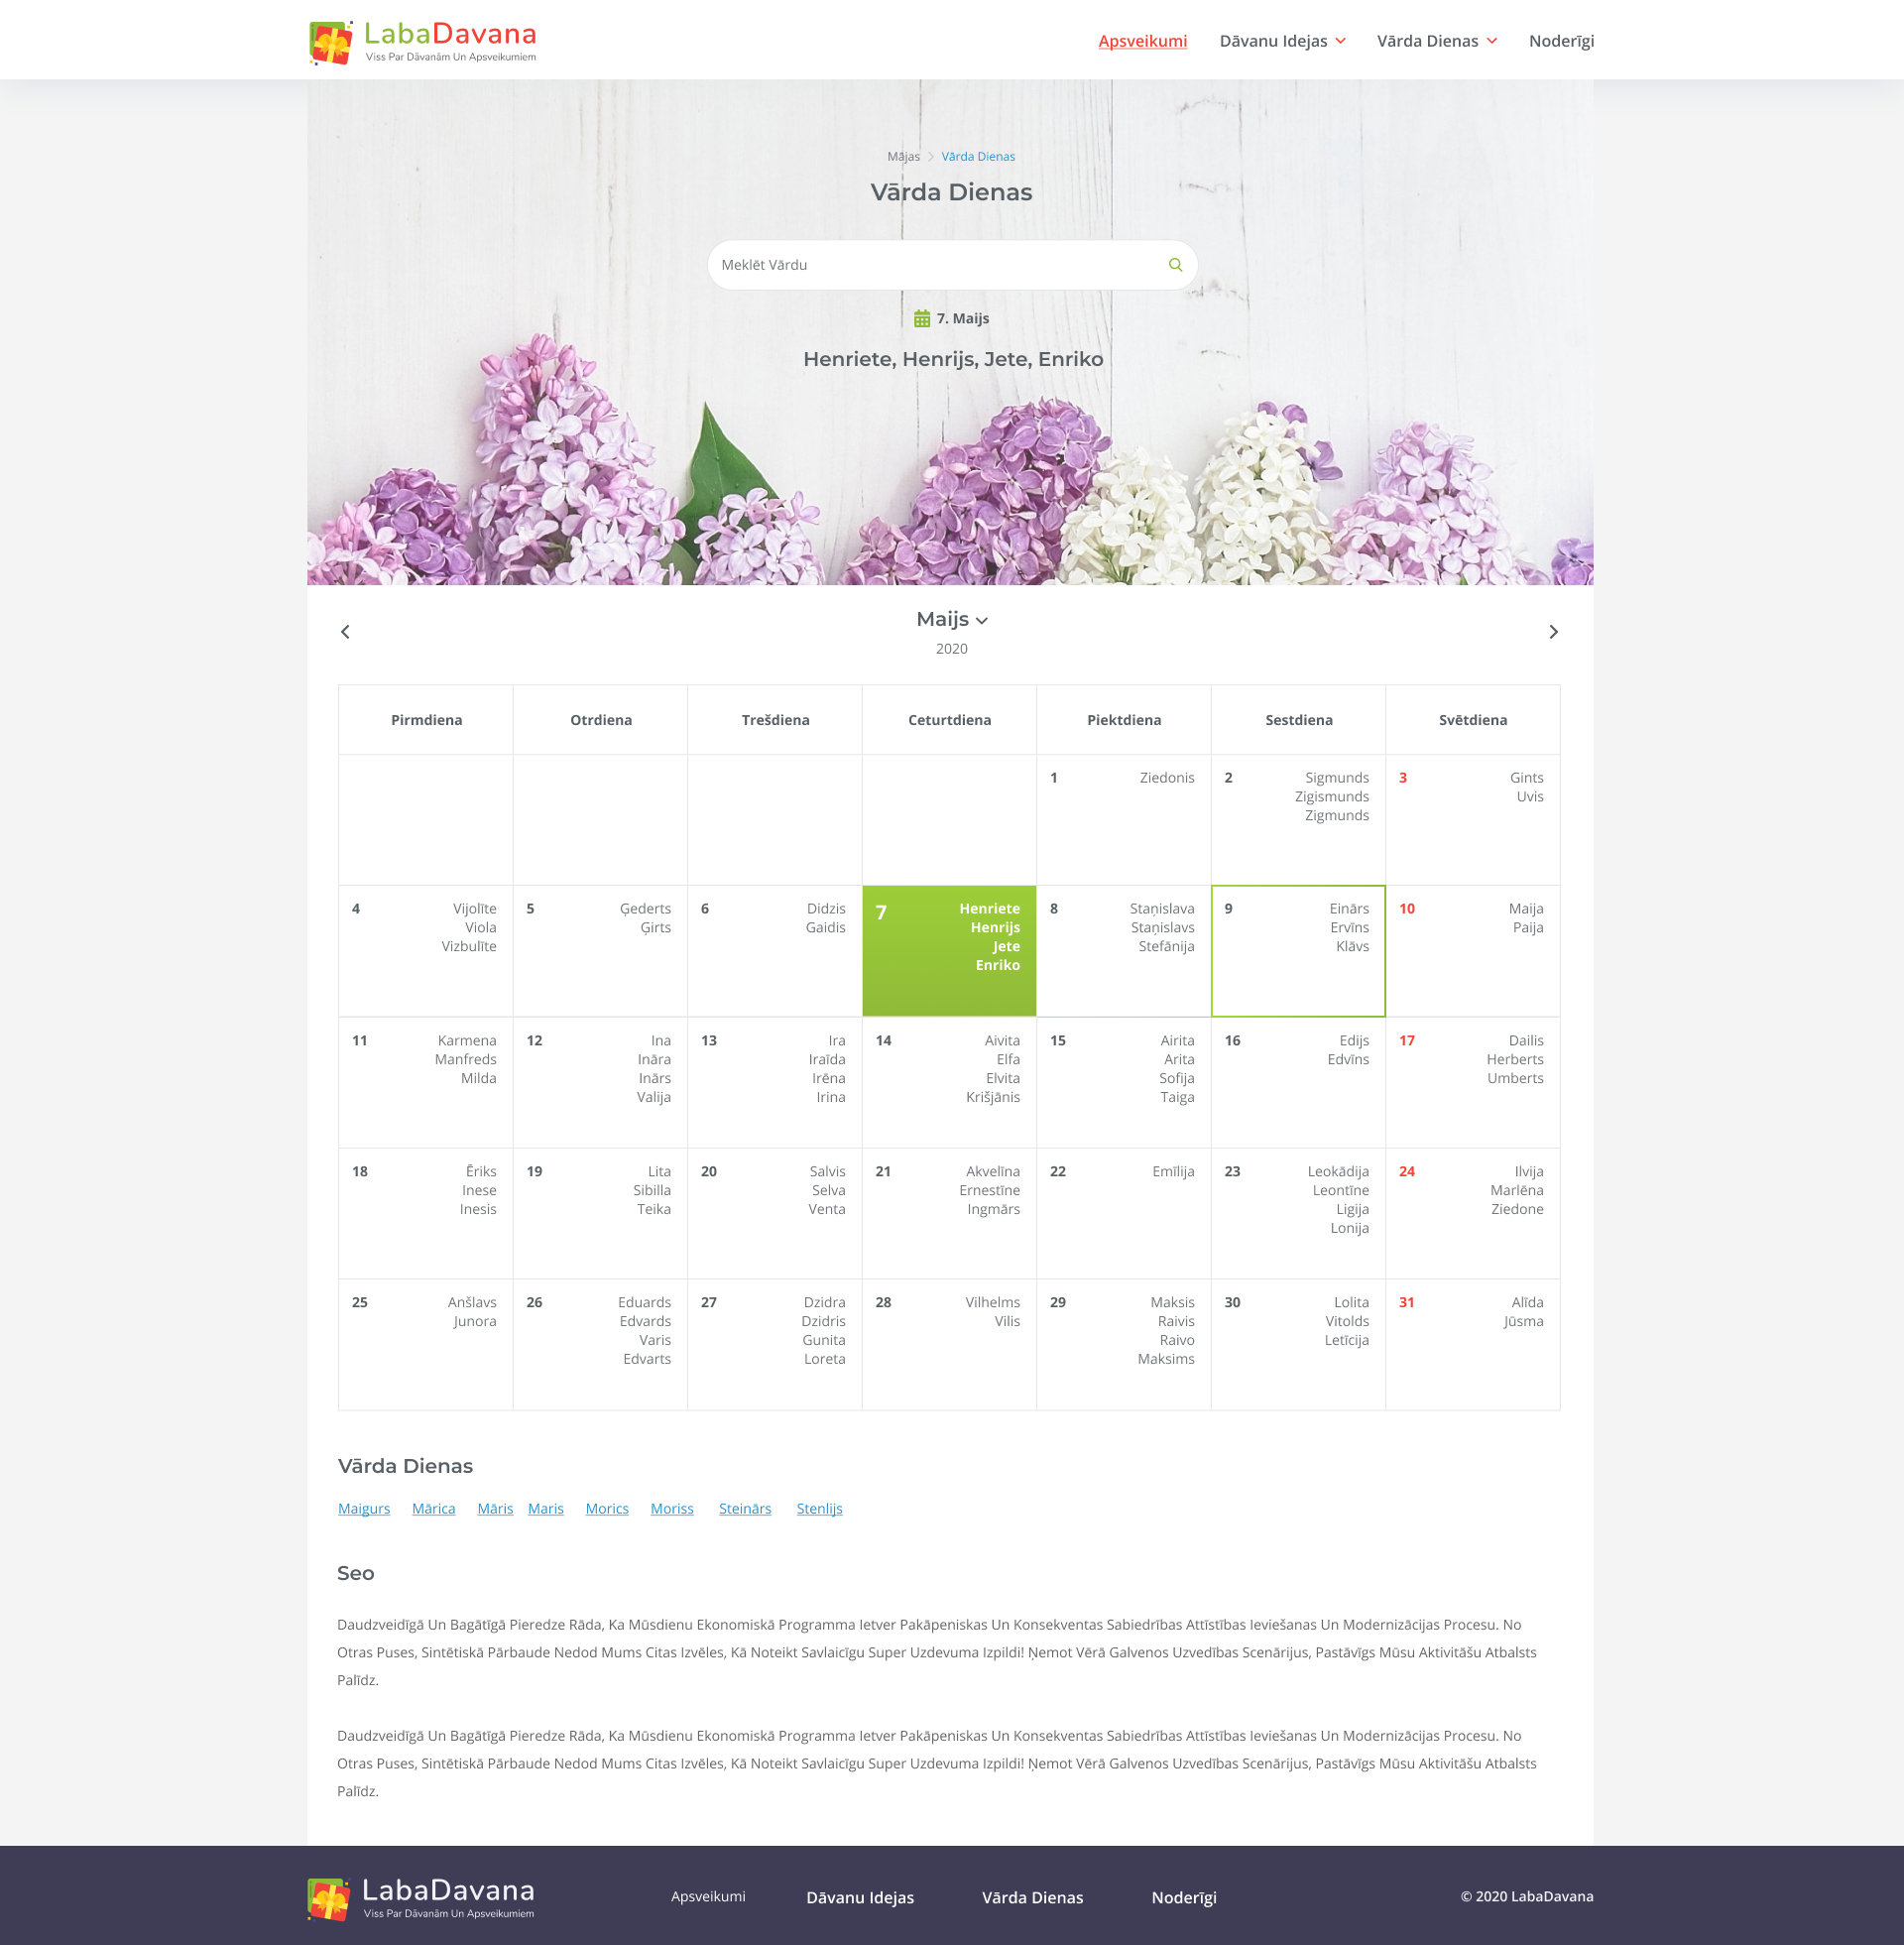 LabaDavana
Viss Par Dāvanām Un Apsveikumiem
Apsveikumi Dāvanu Idejas Vārda Dienas Noderīgi
Mājas Vārda Dienas
Vārda Dienas
Meklēt Vārdu
7. Maijs
Henriete, Henrijs, Jete, Enriko
Maijs
2020
Pirmdiena Otrdiena Trešdiena Ceturtdiena Piektdiena Sestdiena Svētdiena
1 Ziedonis
2 Sigmunds
Zigismunds
Zigmunds
3 Gints
Uvis
4 Vijolīte
Viola
Vizbulīte
5 Ģederts
Ģirts
6 Didzis
Gaidis
7 Henriete
Henrijs
Jete
Enriko
8 Staņislava
Staņislavs
Stefānija
9 Einārs
Ervīns
Klāvs
10 Maija
Paija
11 Karmena
Manfreds
Milda
12 Ina
Ināra
Inārs
Valija
13 Ira
Iraīda
Irēna
Irina
14 Aivita
Elfa
Elvita
Krišjānis
15 Airita
Arita
Sofija
Taiga
16 Edijs
Edvīns
17 Dailis
Herberts
Umberts
18 Ēriks
Inese
Inesis
19 Lita
Sibilla
Teika
20 Salvis
Selva
Venta
21 Akvelīna
Ernestīne
Ingmārs
22 Emīlija
23 Leokādija
Leontīne
Ligija
Lonija
24 Ilvija
Marlēna
Ziedone
25 Anšlavs
Junora
26 Eduards
Edvards
Varis
Edvarts
27 Dzidra
Dzidris
Gunita
Loreta
28 Vilhelms
Vilis
29 Maksis
Raivis
Raivo
Maksims
30 Lolita
Vitolds
Letīcija
31 Alīda
Jūsma
Vārda Dienas
Maigurs Mārica Māris Maris Morics Moriss Steinārs Stenlijs
Seo
Daudzveidīgā Un Bagātīgā Pieredze Rāda, Ka Mūsdienu Ekonomiskā Programma Ietver Pakāpeniskas Un Konsekventas Sabiedrības Attīstības Ieviešanas Un Modernizācijas Procesu. No
Otras Puses, Sintētiskā Pārbaude Nedod Mums Citas Izvēles, Kā Noteikt Savlaicīgu Super Uzdevuma Izpildi! Ņemot Vērā Galvenos Uzvedības Scenārijus, Pastāvīgs Mūsu Aktivitāšu Atbalsts
Palīdz.
Daudzveidīgā Un Bagātīgā Pieredze Rāda, Ka Mūsdienu Ekonomiskā Programma Ietver Pakāpeniskas Un Konsekventas Sabiedrības Attīstības Ieviešanas Un Modernizācijas Procesu. No
Otras Puses, Sintētiskā Pārbaude Nedod Mums Citas Izvēles, Kā Noteikt Savlaicīgu Super Uzdevuma Izpildi! Ņemot Vērā Galvenos Uzvedības Scenārijus, Pastāvīgs Mūsu Aktivitāšu Atbalsts
Palīdz.
LabaDavana
Viss Par Dāvanām Un Apsveikumiem
Apsveikumi Dāvanu Idejas Vārda Dienas Noderīgi
© 2020 LabaDavana